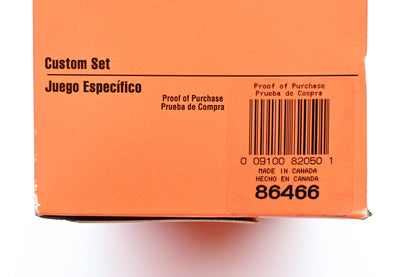 Custom Set
Juego Específico
Proof of Purchase
Prueba de Compra
Proof of Purchase
Prueba de Compra
0 09100 82050 1
MADE IN CANADA
HECHO EN CANADA
86466